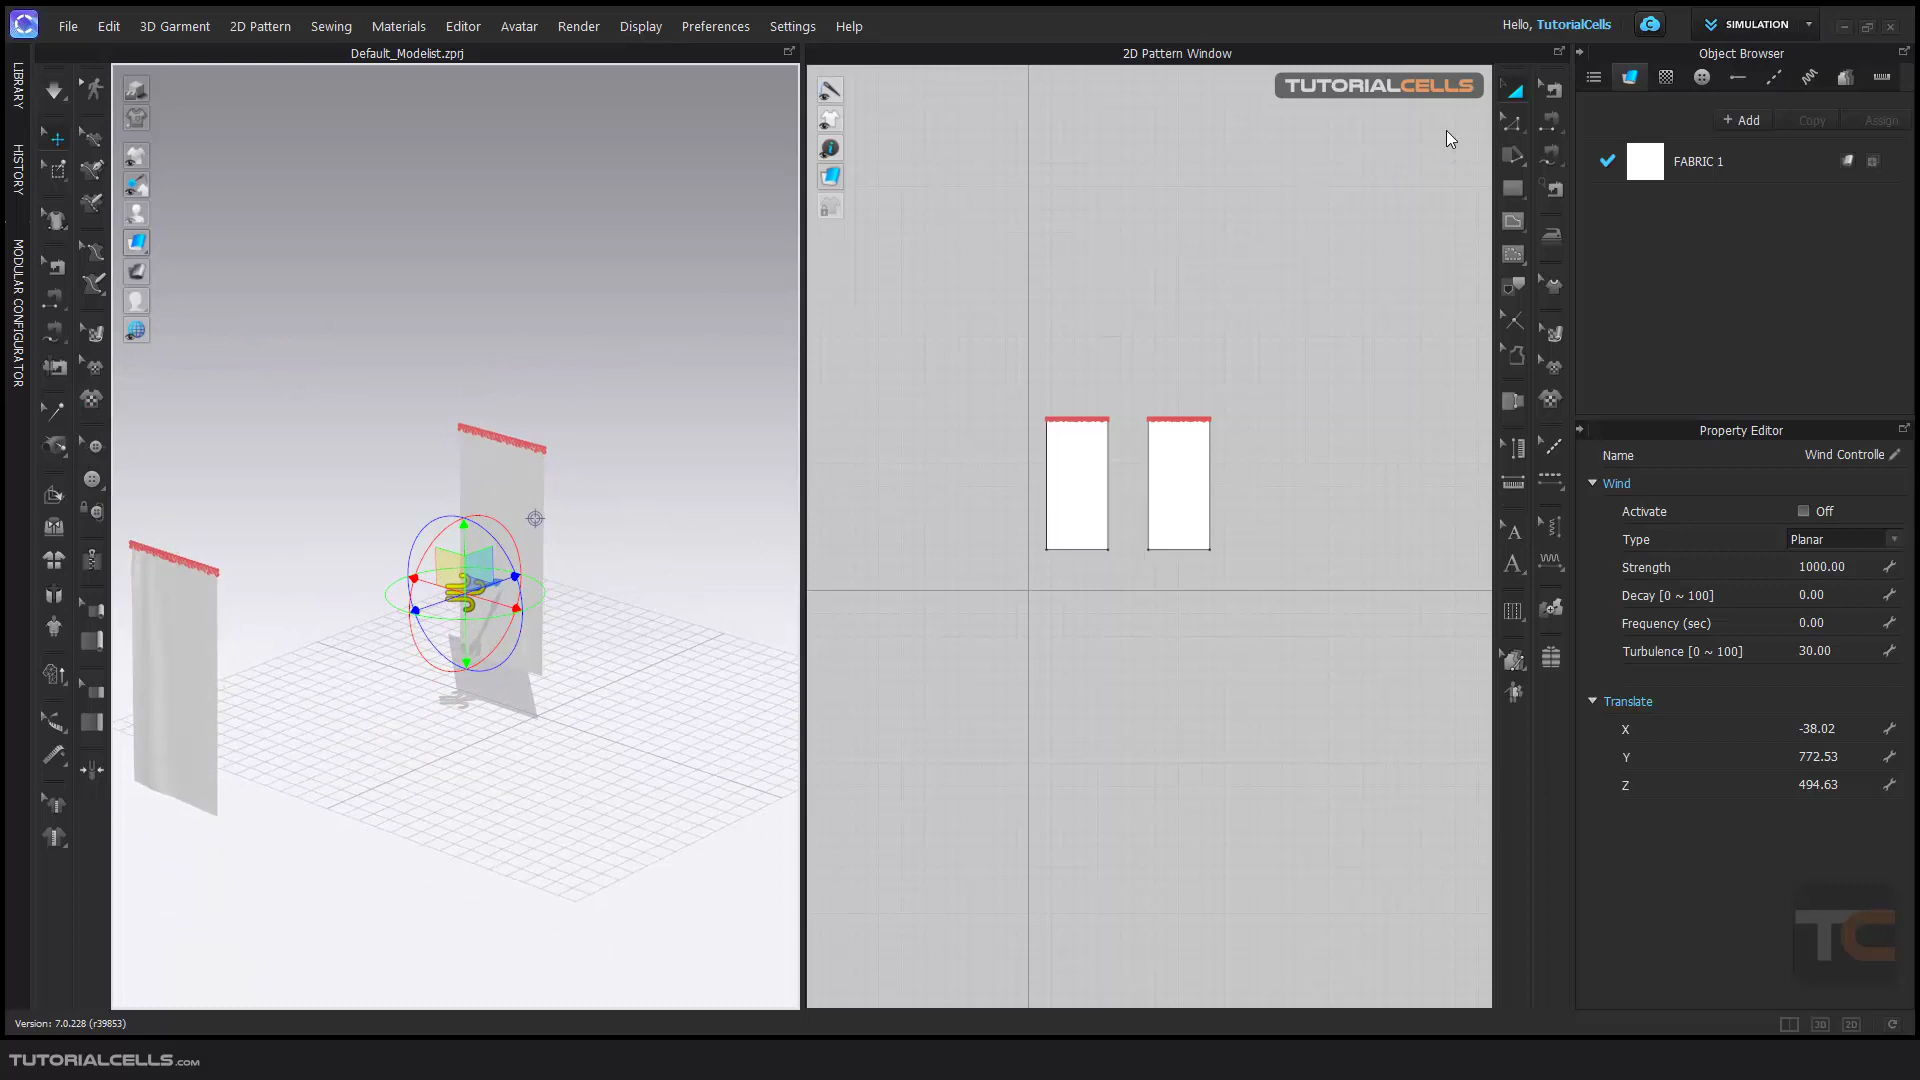 File Edit 3D Garment 2D Pattern Sewing Materials Editor Avatar Render Display Preferences Settings Help
Hello, TutorialCells
SIMULATION
Default_Modelist.zprj
2D Pattern Window
Object Browser
LIBRARY
HISTORY
MODULAR CONFIGURATOR
TUTORIALCELLS
+ Add Copy Assign
FABRIC 1
Property Editor
Name Wind Controlle
Wind
Activate Off
Type Planar
Strength 1000.00
Decay [0 ~ 100] 0.00
Frequency (sec) 0.00
Turbulence [0 ~ 100] 30.00
Translate
X -38.02
Y 772.53
Z 494.63
TC
Version: 7.0.228 (r39853)
3D 2D
TUTORIALCELLS.com